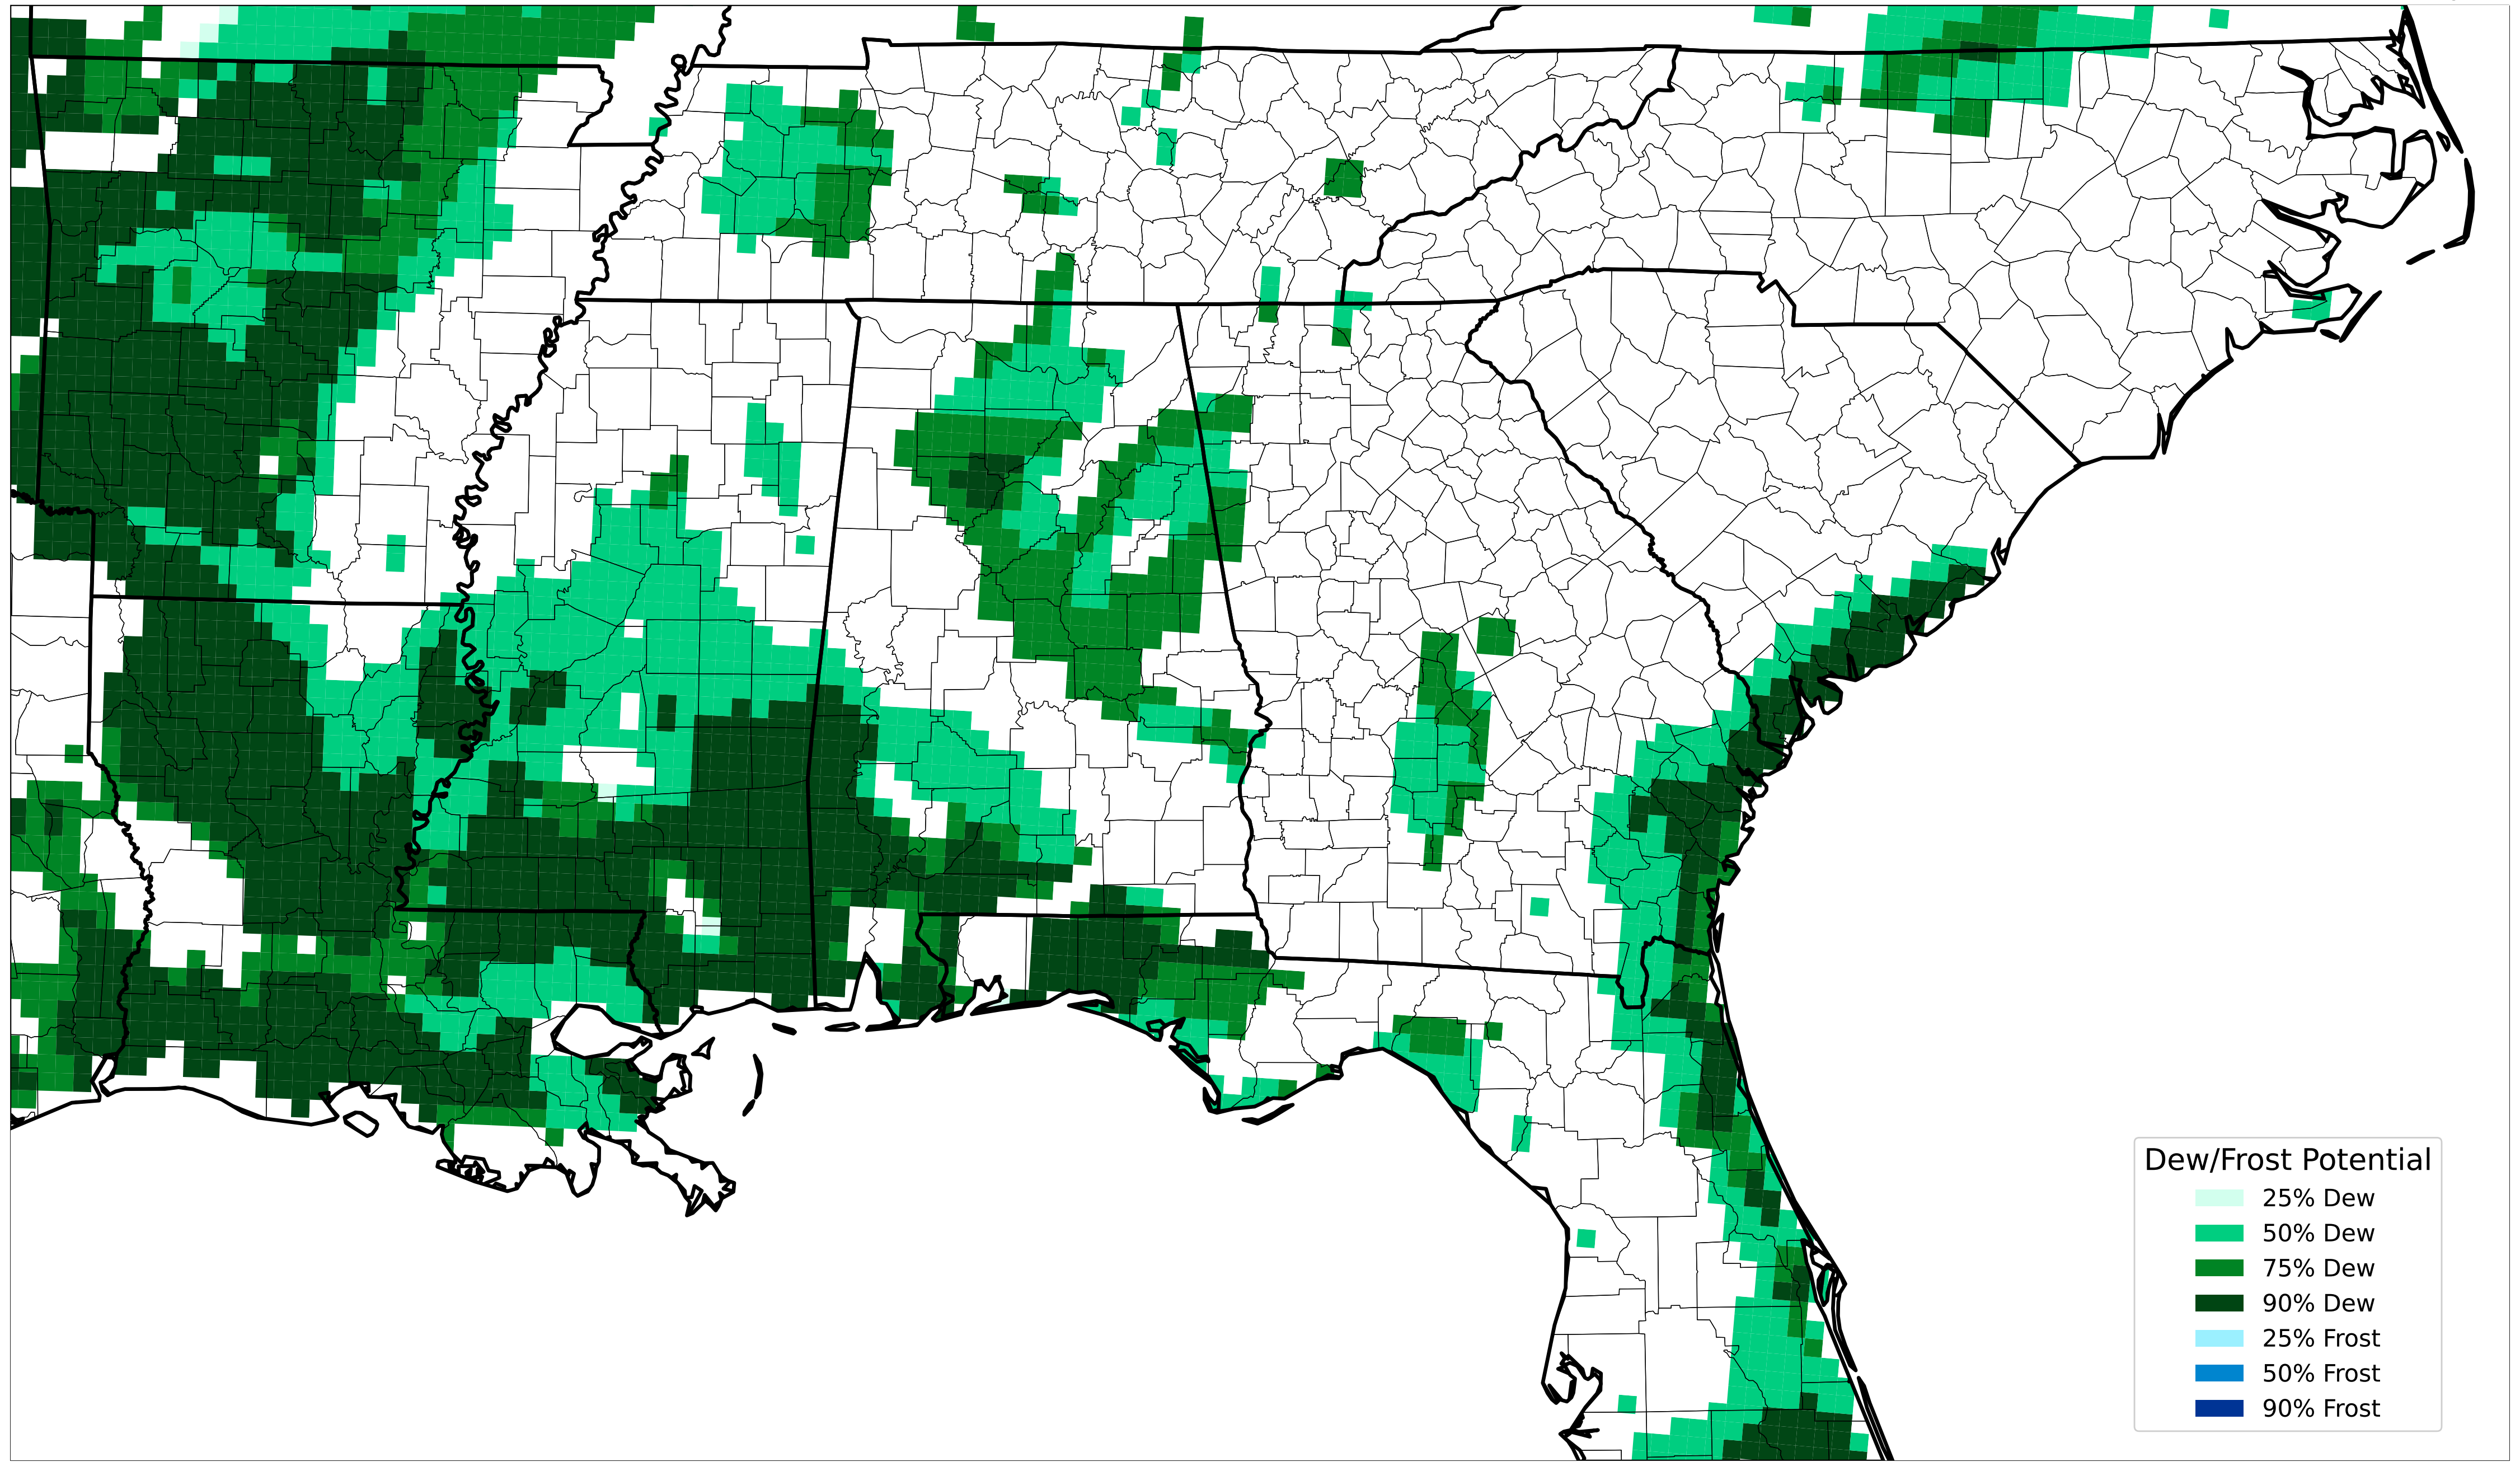 Dew/Frost Potential
25% Dew
50% Dew
75% Dew
90% Dew
25% Frost
50% Frost
90% Frost